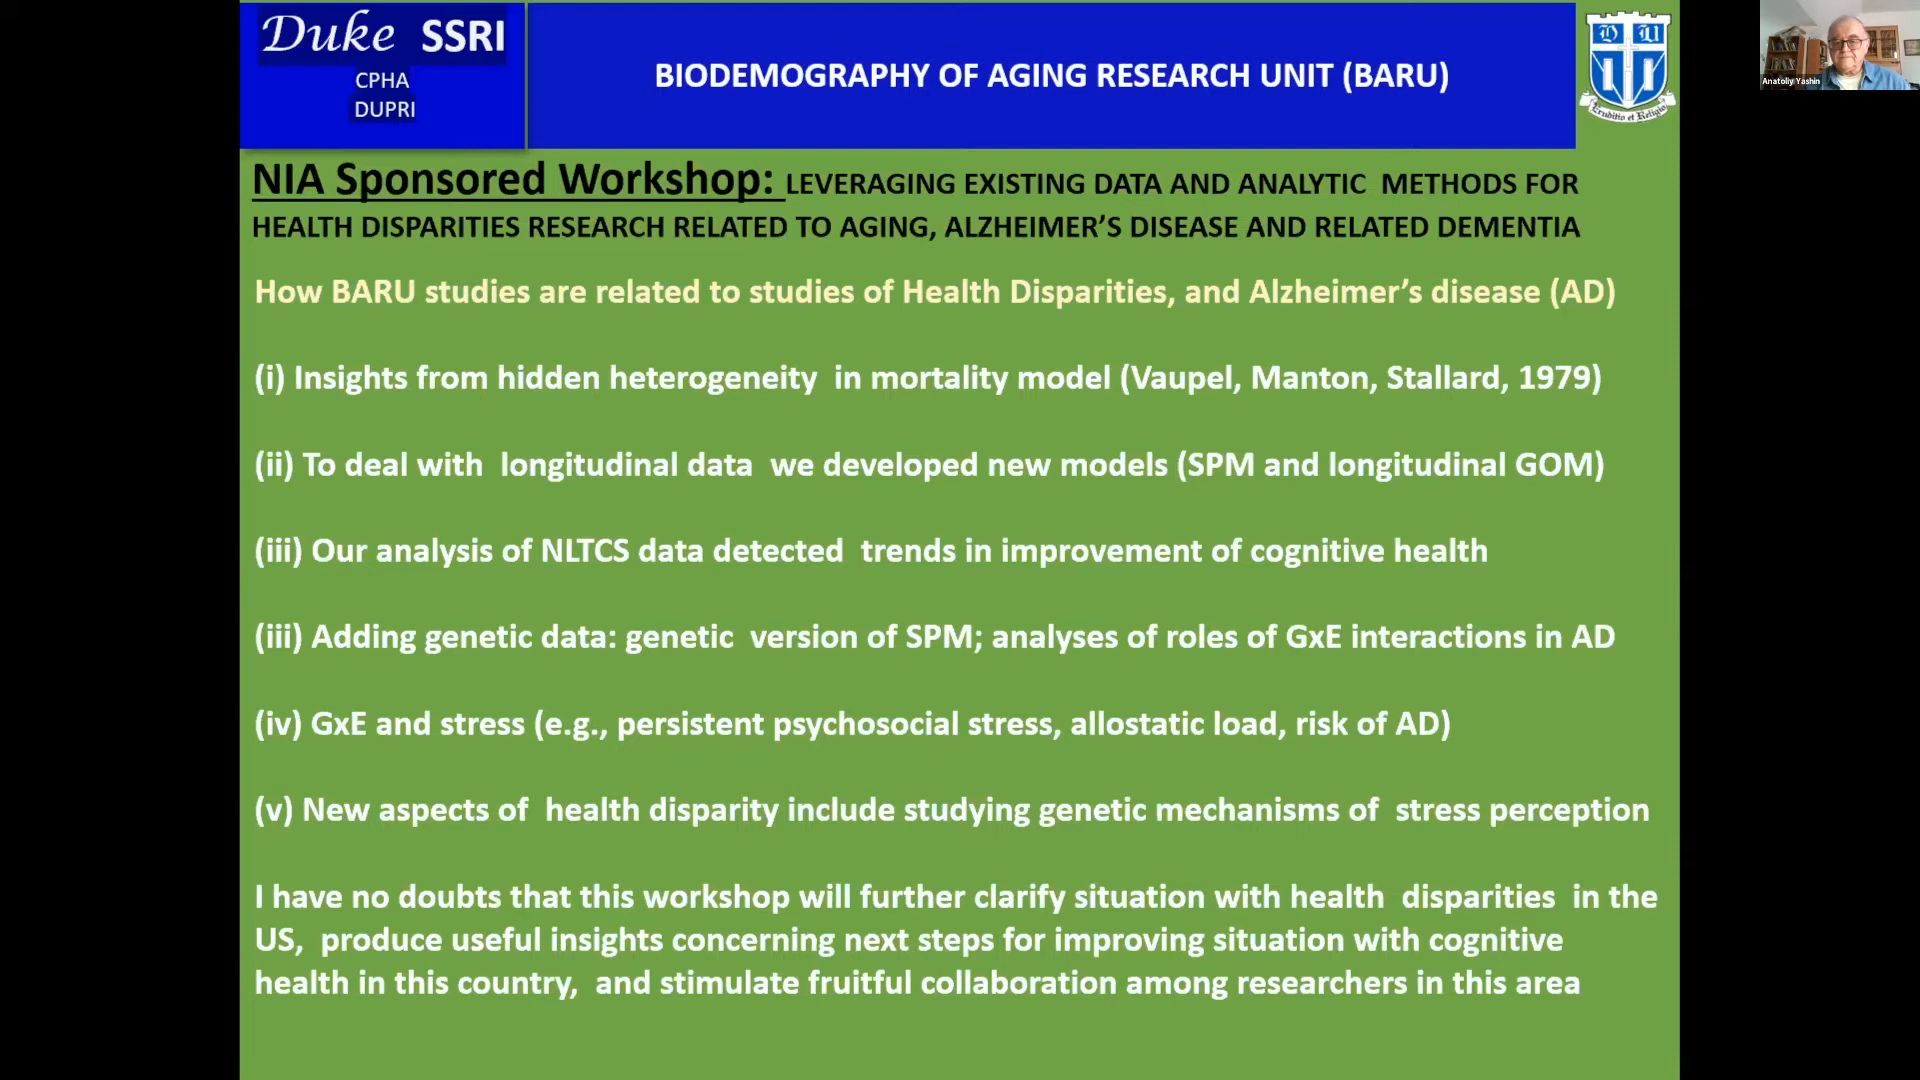 Duke SSRI
CPHA
DUPRI
BIODEMOGRAPHY OF AGING RESEARCH UNIT (BARU)
D U
Eruditio et Religio
Anatoliy Yashin
NIA Sponsored Workshop: LEVERAGING EXISTING DATA AND ANALYTIC METHODS FOR
HEALTH DISPARITIES RESEARCH RELATED TO AGING, ALZHEIMER’S DISEASE AND RELATED DEMENTIA
How BARU studies are related to studies of Health Disparities, and Alzheimer’s disease (AD)
(i) Insights from hidden heterogeneity in mortality model (Vaupel, Manton, Stallard, 1979)
(ii) To deal with longitudinal data we developed new models (SPM and longitudinal GOM)
(iii) Our analysis of NLTCS data detected trends in improvement of cognitive health
(iii) Adding genetic data: genetic version of SPM; analyses of roles of GxE interactions in AD
(iv) GxE and stress (e.g., persistent psychosocial stress, allostatic load, risk of AD)
(v) New aspects of health disparity include studying genetic mechanisms of stress perception
I have no doubts that this workshop will further clarify situation with health disparities in the
US, produce useful insights concerning next steps for improving situation with cognitive
health in this country, and stimulate fruitful collaboration among researchers in this area